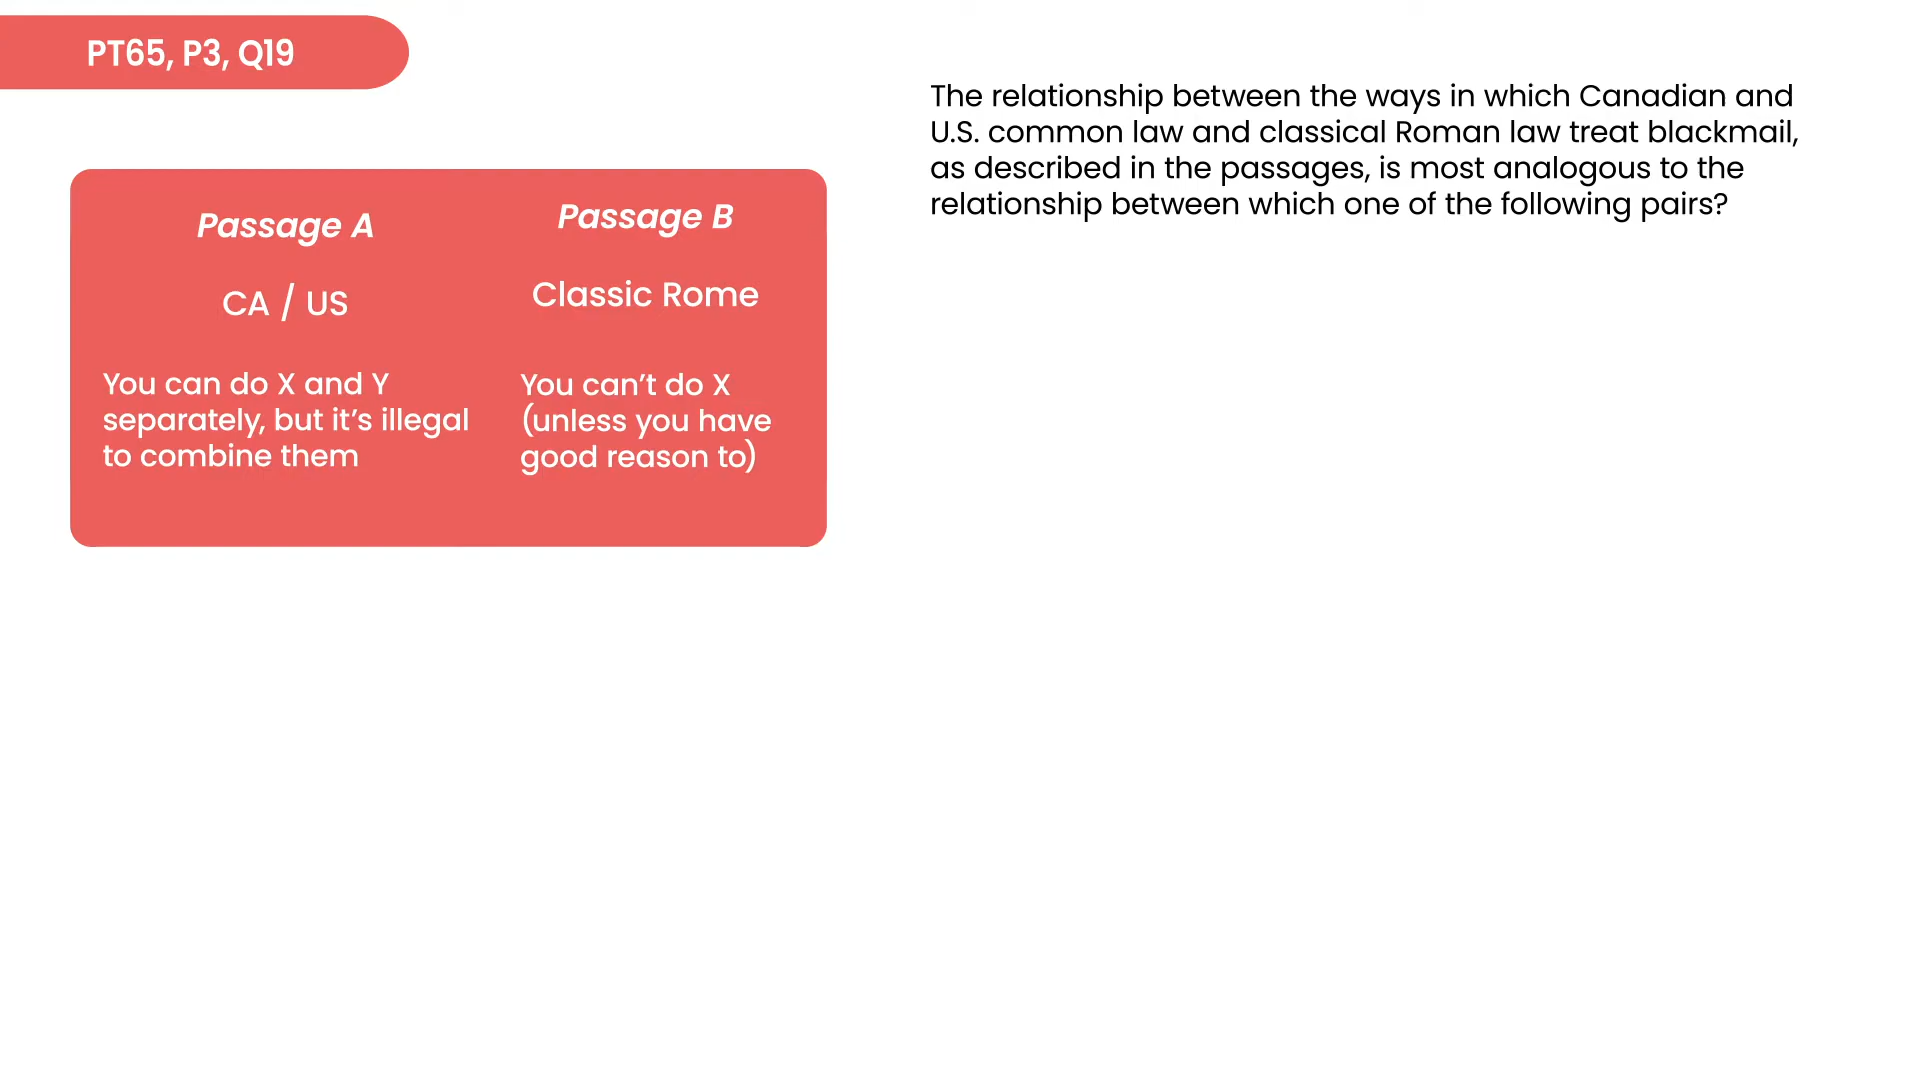 PT65, P3, Q19
The relationship between the ways in which Canadian and
U.S. common law and classical Roman law treat blackmail,
as described in the passages, is most analogous to the
relationship between which one of the following pairs?
Passage A
CA / US
You can do X and Y
separately, but it’s illegal
to combine them
Passage B
Classic Rome
You can’t do X
(unless you have
good reason to)